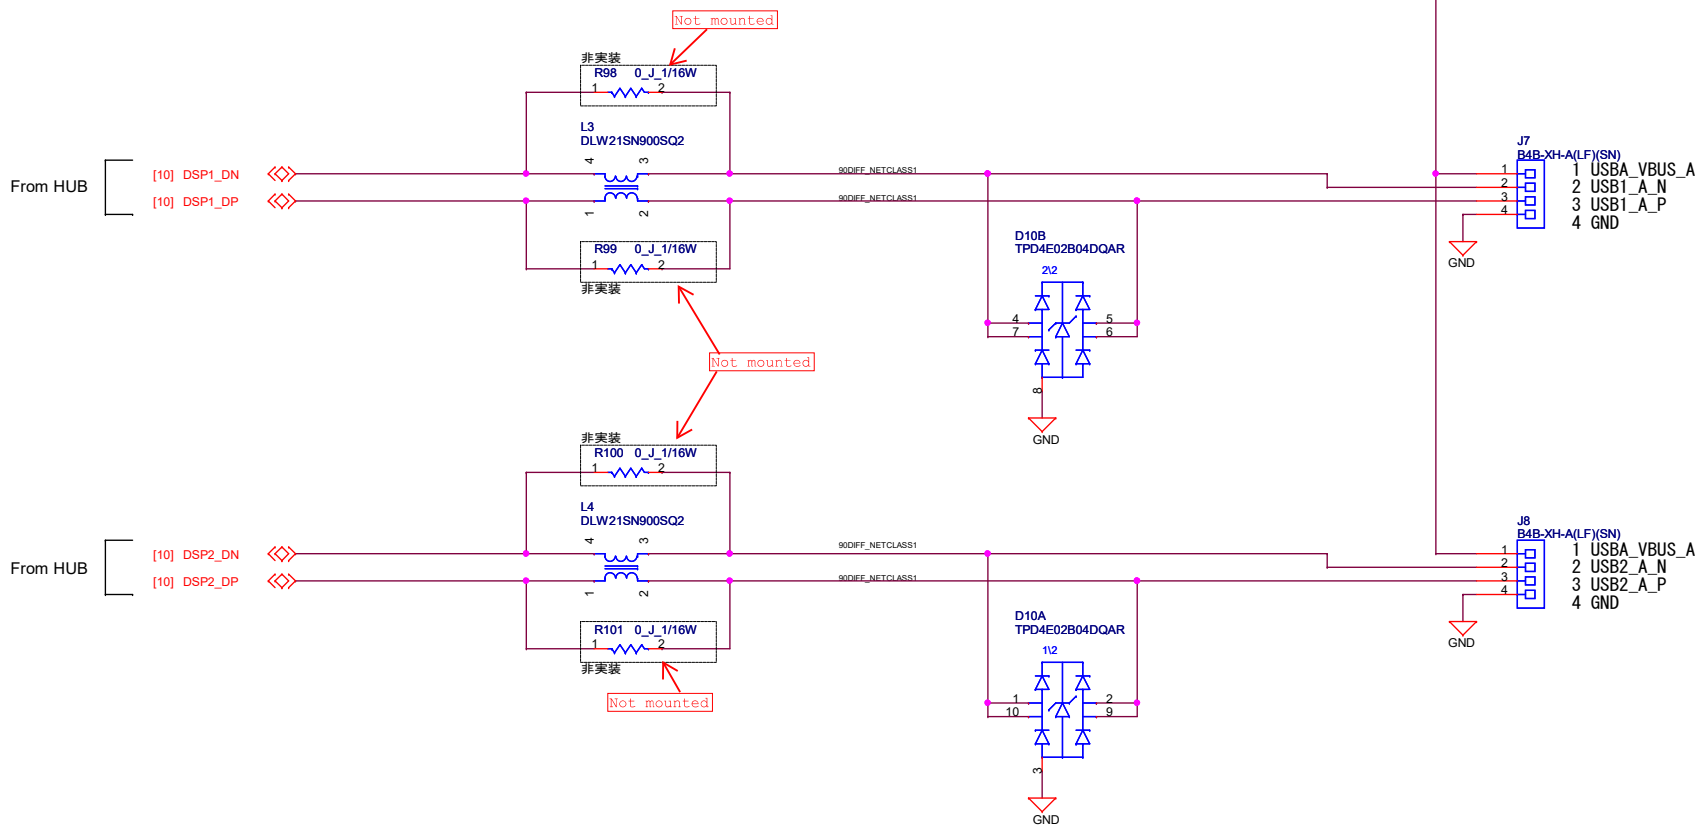 Not mounted
非実装
R98 0_J_1/16W
1 2
L3
DLW21SN900SQ2
4 3
From HUB
[10] DSP1_DN
[10] DSP1_DP
1 2
90DIFF_NETCLASS1
90DIFF_NETCLASS1
J7
B4B-XH-A(LF)(SN)
1 1 USBA_VBUS_A
2 2 USB1_A_N
3 3 USB1_A_P
4 4 GND
GND
R99 0_J_1/16W
1 2
非実装
D10B
TPD4E02B04DQAR
2\2
4 5
7 6
8
GND
Not mounted
非実装
R100 0_J_1/16W
1 2
L4
DLW21SN900SQ2
4 3
From HUB
[10] DSP2_DN
[10] DSP2_DP
1 2
90DIFF_NETCLASS1
90DIFF_NETCLASS1
J8
B4B-XH-A(LF)(SN)
1 1 USBA_VBUS_A
2 2 USB2_A_N
3 3 USB2_A_P
4 4 GND
GND
R101 0_J_1/16W
1 2
非実装
Not mounted
D10A
TPD4E02B04DQAR
1\2
1 2
10 9
3
GND